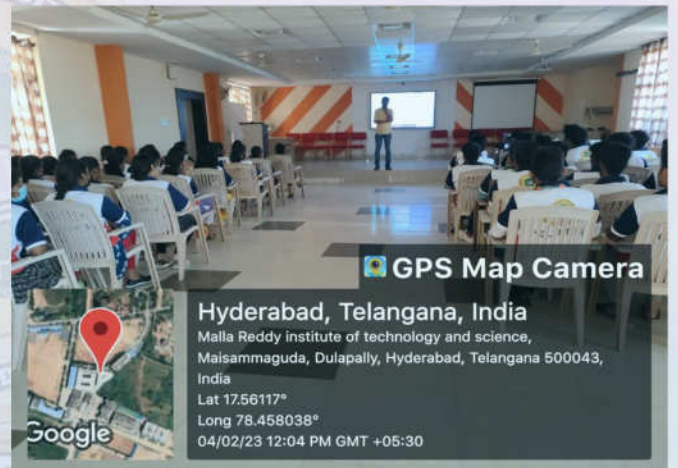 GPS Map Camera
Hyderabad, Telangana, India
Malla Reddy institute of technology and science,
Maisammaguda, Dulapally, Hyderabad, Telangana 500043,
India
Lat 17.56117°
Long 78.458038°
04/02/23 12:04 PM GMT +05:30
Google